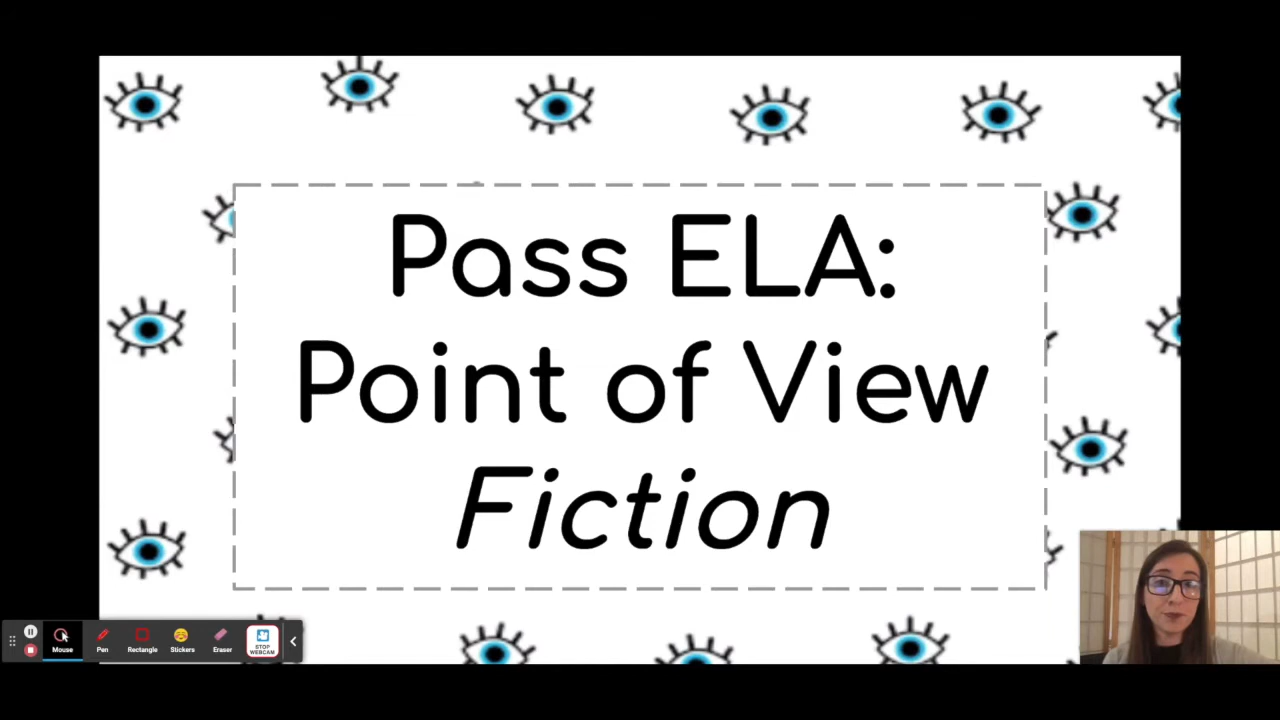 Pass ELA:
Point of View
Fiction
Mouse
Pen
Rectangle
Stickers
Eraser
STOP
WEBCAM